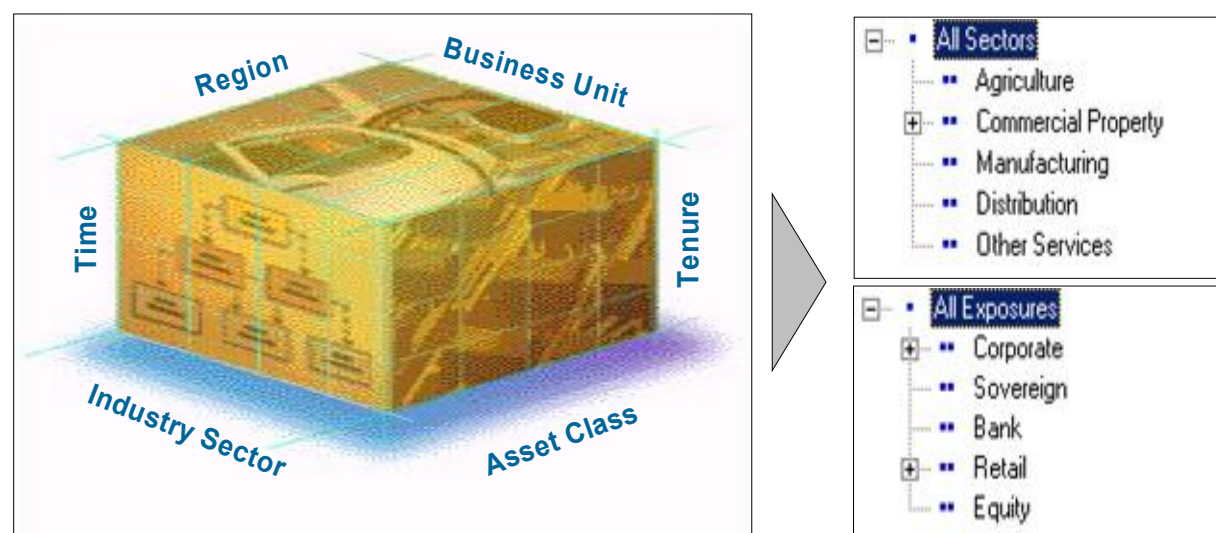 Region
Business Unit
Time
Tenure
Industry Sector
Asset Class
All Sectors
Agriculture
Commercial Property
Manufacturing
Distribution
Other Services
All Exposures
Corporate
Sovereign
Bank
Retail
Equity